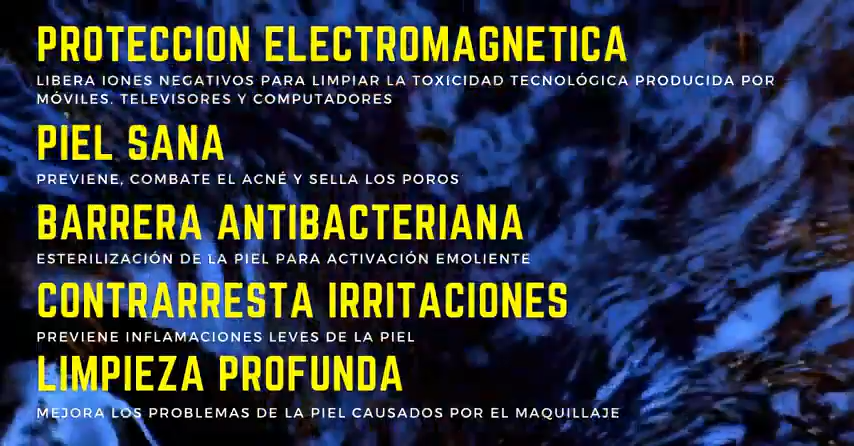 PROTECCION ELECTROMAGNETICA
LIBERA IONES NEGATIVOS PARA LIMPIAR LA TOXICIDAD TECNOLÓGICA PRODUCIDA POR
MÓVILES. TELEVISORES Y COMPUTADORES
PIEL SANA
PREVIENE, COMBATE EL ACNÉ Y SELLA LOS POROS
BARRERA ANTIBACTERIANA
ESTERILIZACIÓN DE LA PIEL PARA ACTIVACIÓN EMOLIENTE
CONTRARRESTA IRRITACIONES
PREVIENE INFLAMACIONES LEVES DE LA PIEL
LIMPIEZA PROFUNDA
MEJORA LOS PROBLEMAS DE LA PIEL CAUSADOS POR EL MAQUILLAJE